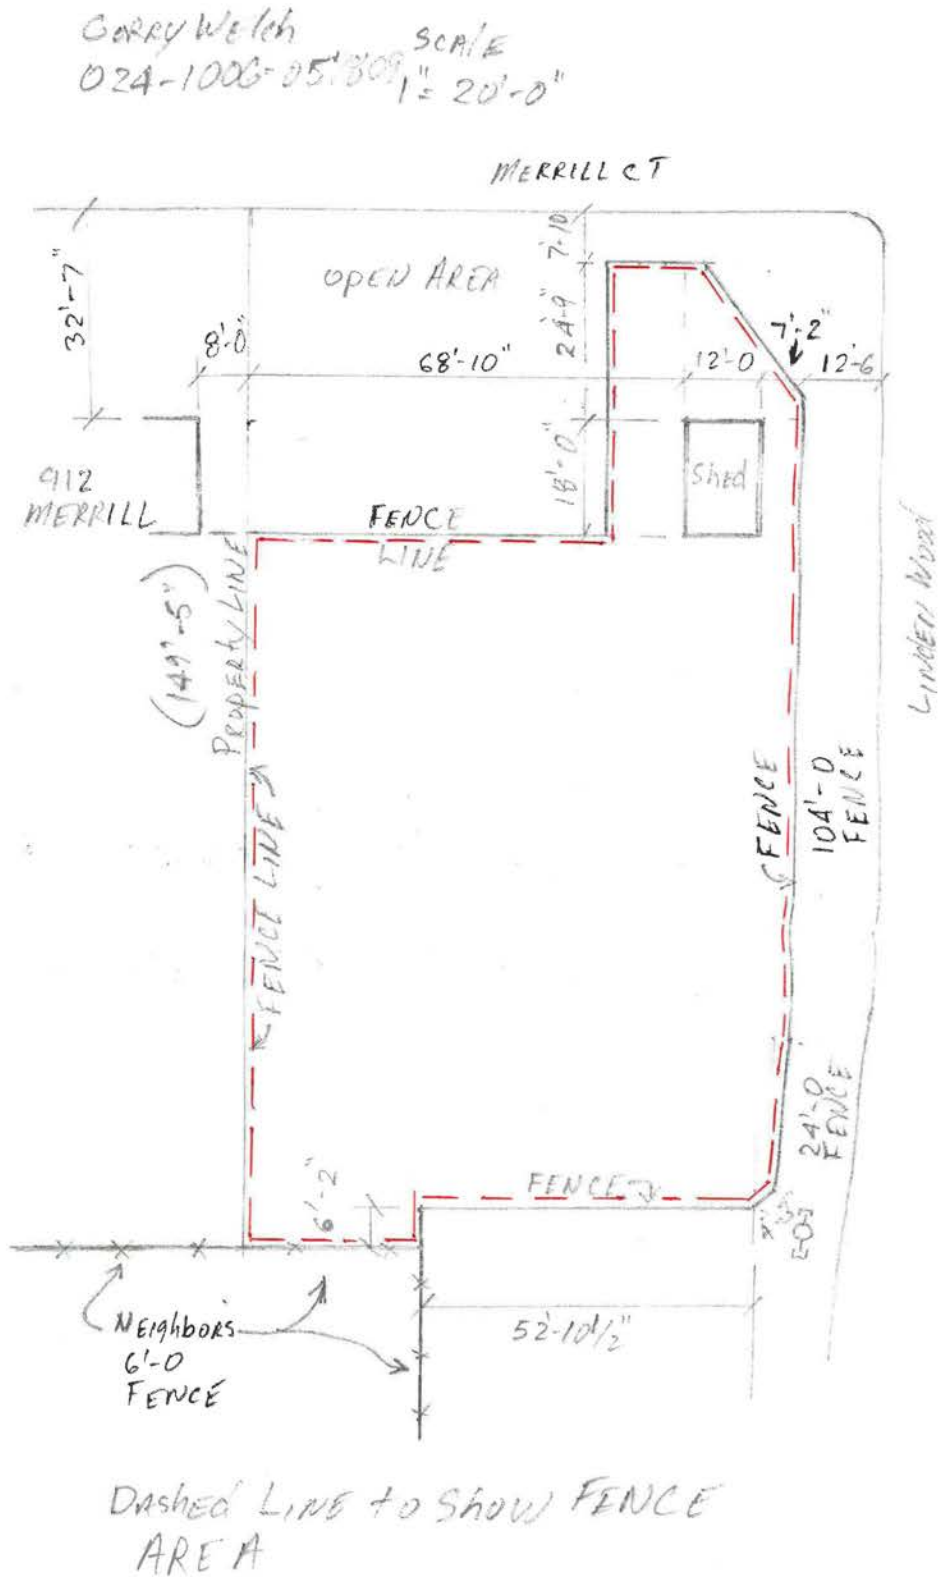 GARRY Welch
SCALE
024-100G-05
1" = 20'-0"
MERRILL CT
7-10
OPEN AREA
32'-7"
24'-9"
8'-0"
68'-10"
12'-0
7'-2"
12'-6
912
MERRILL
18'-0"
Shed
FENCE
LINE
(149'-5")
Property LINE
LINDEN Wood
FENCE LINE
FENCE
104'-0
FENCE
24'-0
FENCE
6'-2"
FENCE
NEIGHBORS
6'-0
FENCE
52'-10 1/2"
DASHED LINE to SHOW FENCE
AREA